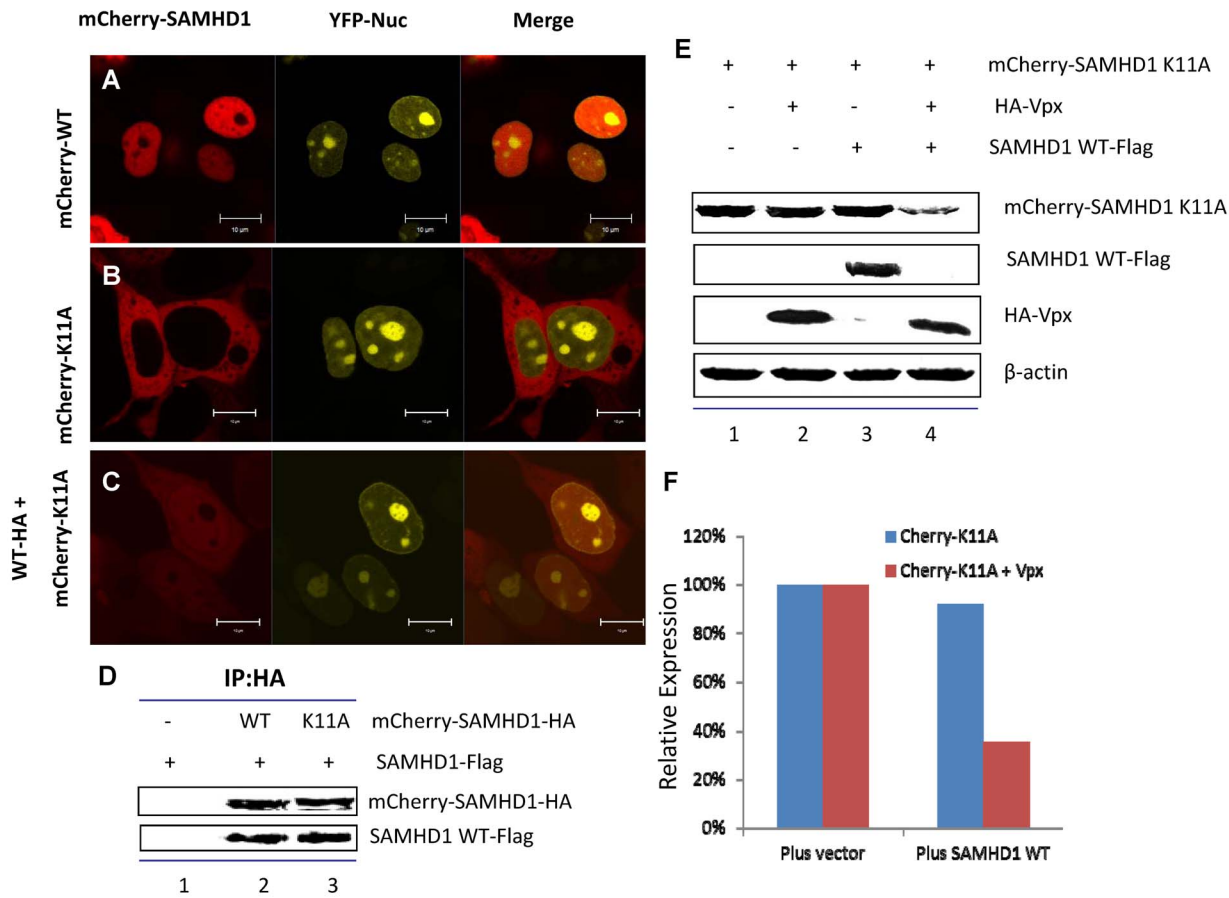 mCherry-SAMHD1 YFP-Nuc Merge
A
mCherry-WT
10 µm 10 µm 10 µm
B
mCherry-K11A
C
WT-HA +
mCherry-K11A
D
IP:HA
- WT K11A mCherry-SAMHD1-HA
+ + + SAMHD1-Flag
mCherry-SAMHD1-HA
SAMHD1 WT-Flag
1 2 3
E
+ + + + mCherry-SAMHD1 K11A
- + - + HA-Vpx
- - + + SAMHD1 WT-Flag
mCherry-SAMHD1 K11A
SAMHD1 WT-Flag
HA-Vpx
β-actin
1 2 3 4
F
Cherry-K11A
Cherry-K11A + Vpx
Relative Expression
120%
100%
80%
60%
40%
20%
0%
Plus vector Plus SAMHD1 WT